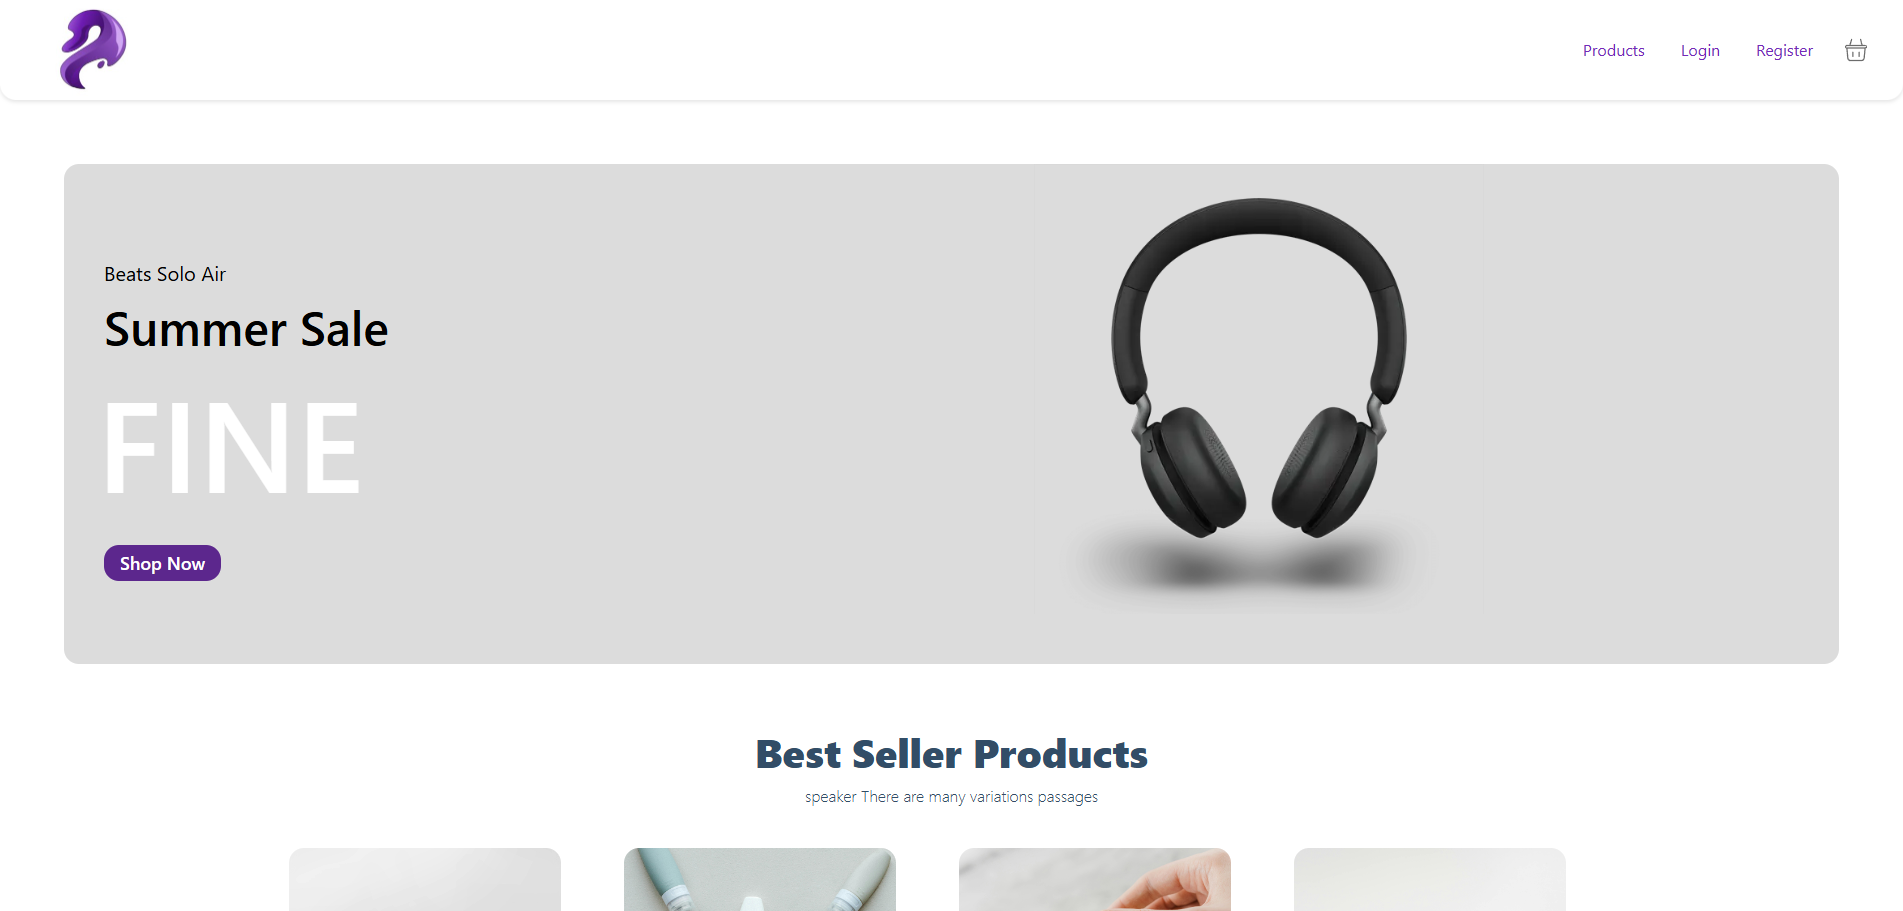 Products Login Register
Beats Solo Air
Summer Sale
FINE
Shop Now
Best Seller Products
speaker There are many variations passages